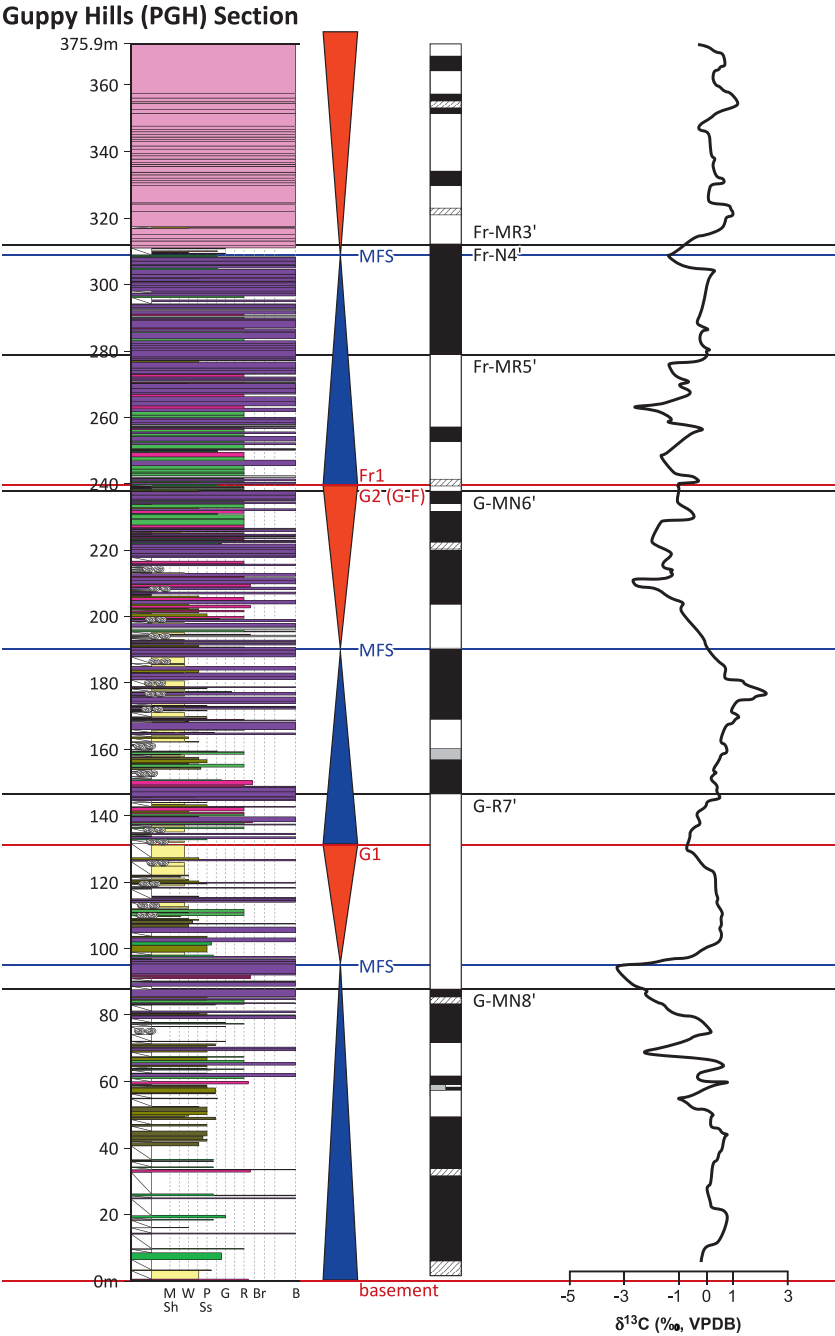 Guppy Hills (PGH) Section
375.9m
360
340
320
Fr-MR3'
MFS
Fr-N4'
300
280
Fr-MR5'
260
Fr1
240
G2 (G-F)
G-MN6'
220
200
MFS
180
160
G-R7'
140
G1
120
100
MFS
80
G-MN8'
60
40
20
0m
basement
M W P G R Br B
Sh Ss
-5 -3 -1 0 1 3
δ13C (‰, VPDB)